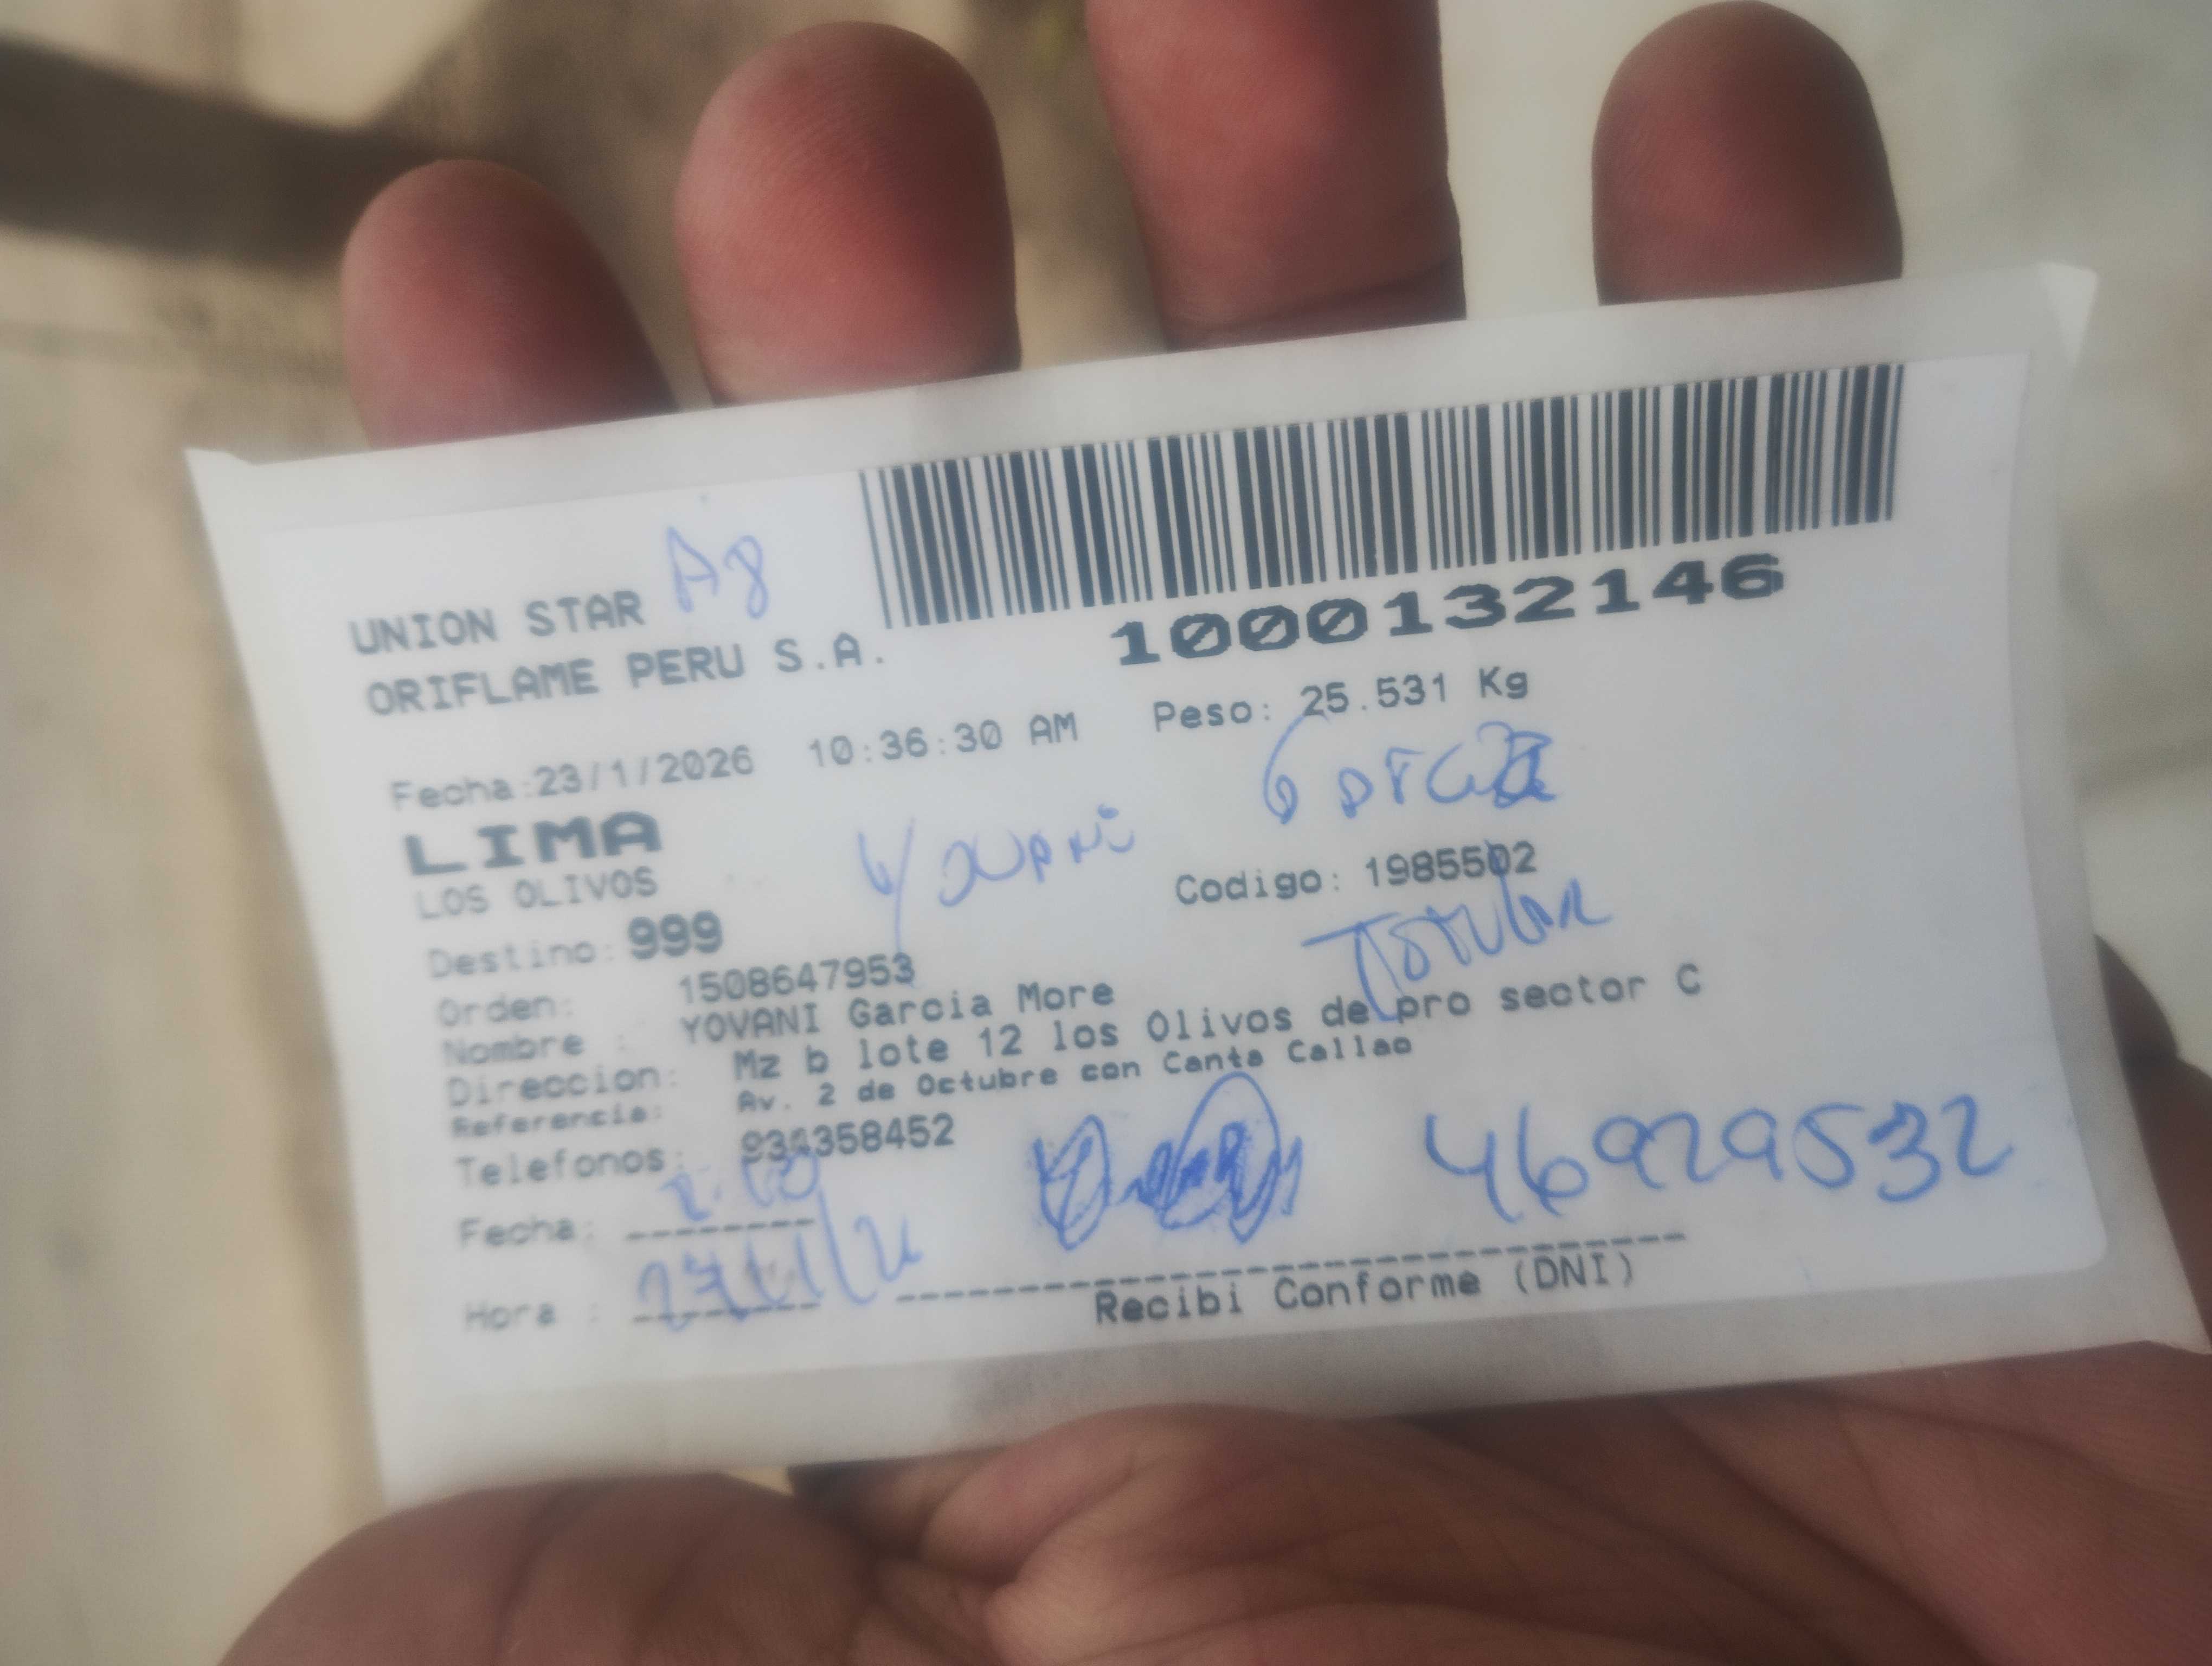 UNION STAR A8
ORIFLAME PERU S.A.
1000132146
Fecha:23/1/2026 10:36:30 AM Peso: 25.531 Kg
LIMA
LOS OLIVOS
Yovani
Codigo: 1985502
Destino: 999
Titular
Orden: 1508647953
Nombre : YOVANI Garcia More
Direccion: Mz b lote 12 los Olivos de pro sector C
Referencia: Av. 2 de Octubre con Canta Callao
Telefonos: 934358452
Fecha:
46929532
Hora :
Recibi Conforme (DNI)